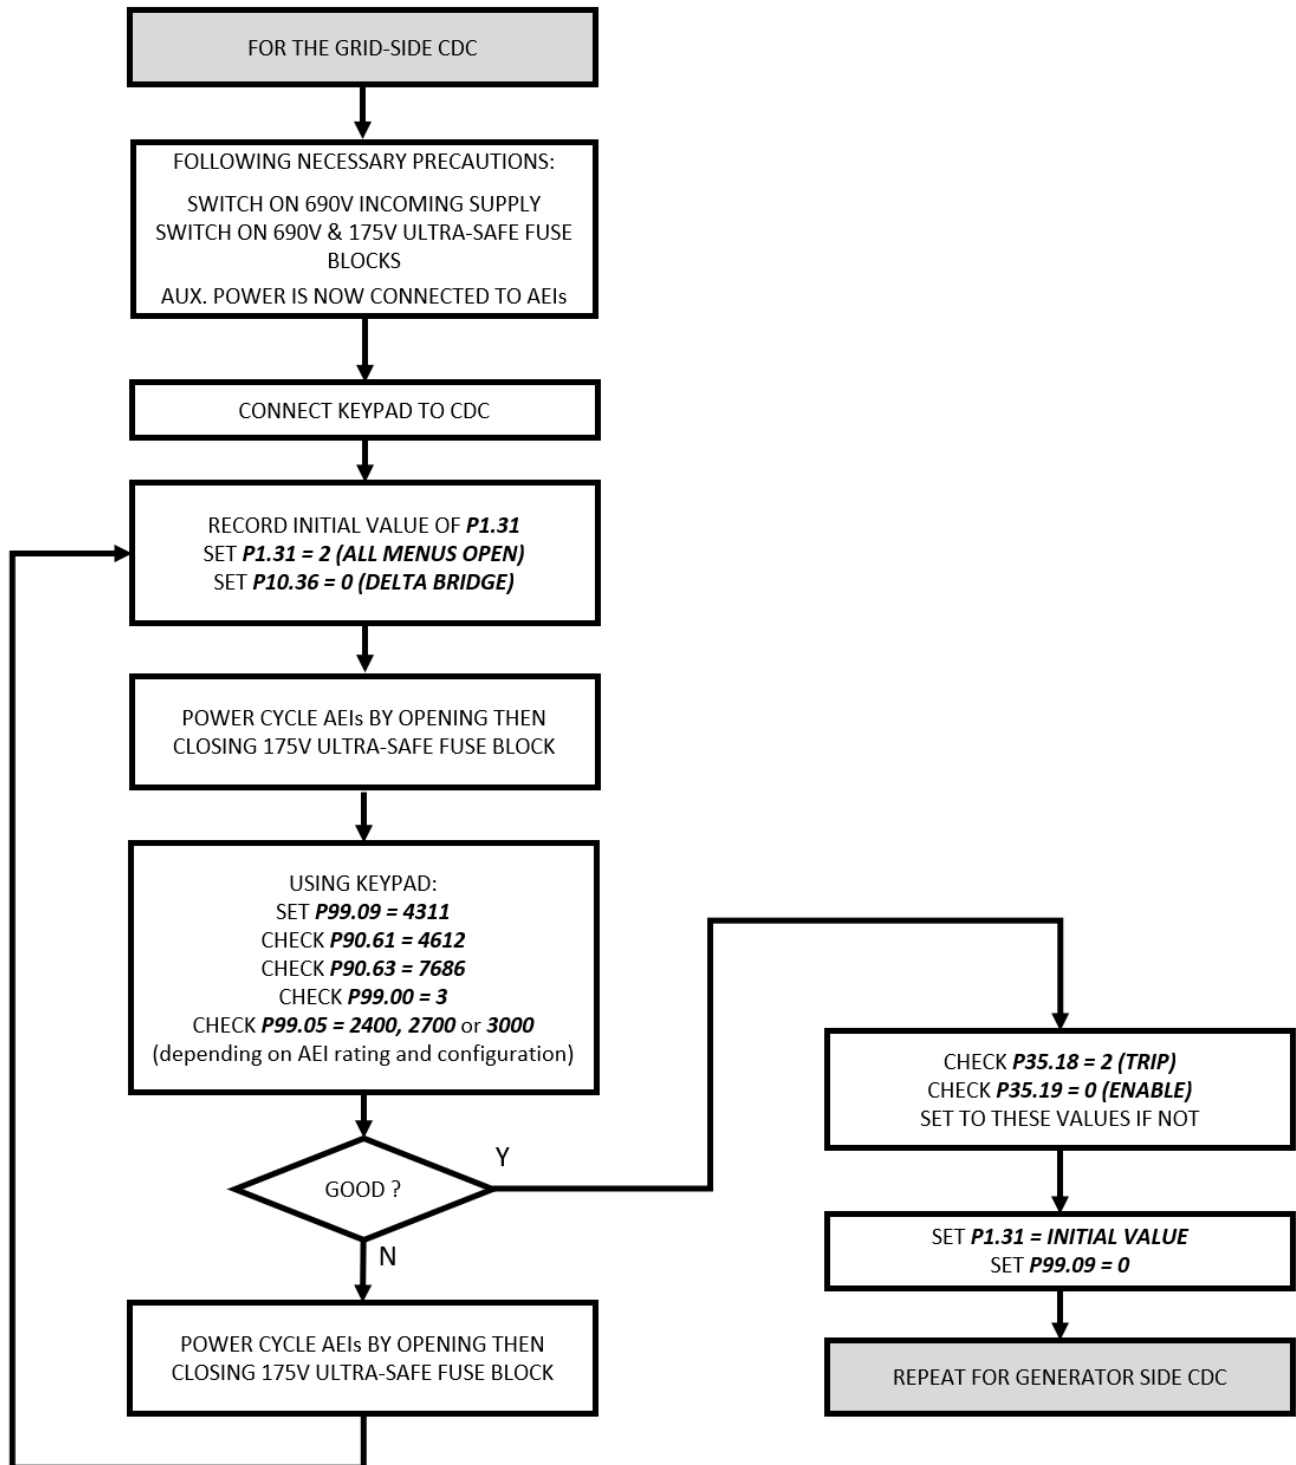 FOR THE GRID-SIDE CDC
FOLLOWING NECESSARY PRECAUTIONS:
SWITCH ON 690V INCOMING SUPPLY
SWITCH ON 690V & 175V ULTRA-SAFE FUSE
BLOCKS
AUX. POWER IS NOW CONNECTED TO AEIs
CONNECT KEYPAD TO CDC
RECORD INITIAL VALUE OF P1.31
SET P1.31 = 2 (ALL MENUS OPEN)
SET P10.36 = 0 (DELTA BRIDGE)
POWER CYCLE AEIs BY OPENING THEN
CLOSING 175V ULTRA-SAFE FUSE BLOCK
USING KEYPAD:
SET P99.09 = 4311
CHECK P90.61 = 4612
CHECK P90.63 = 7686
CHECK P99.00 = 3
CHECK P99.05 = 2400, 2700 or 3000
(depending on AEI rating and configuration)
GOOD ?
Y
N
POWER CYCLE AEIs BY OPENING THEN
CLOSING 175V ULTRA-SAFE FUSE BLOCK
CHECK P35.18 = 2 (TRIP)
CHECK P35.19 = 0 (ENABLE)
SET TO THESE VALUES IF NOT
SET P1.31 = INITIAL VALUE
SET P99.09 = 0
REPEAT FOR GENERATOR SIDE CDC